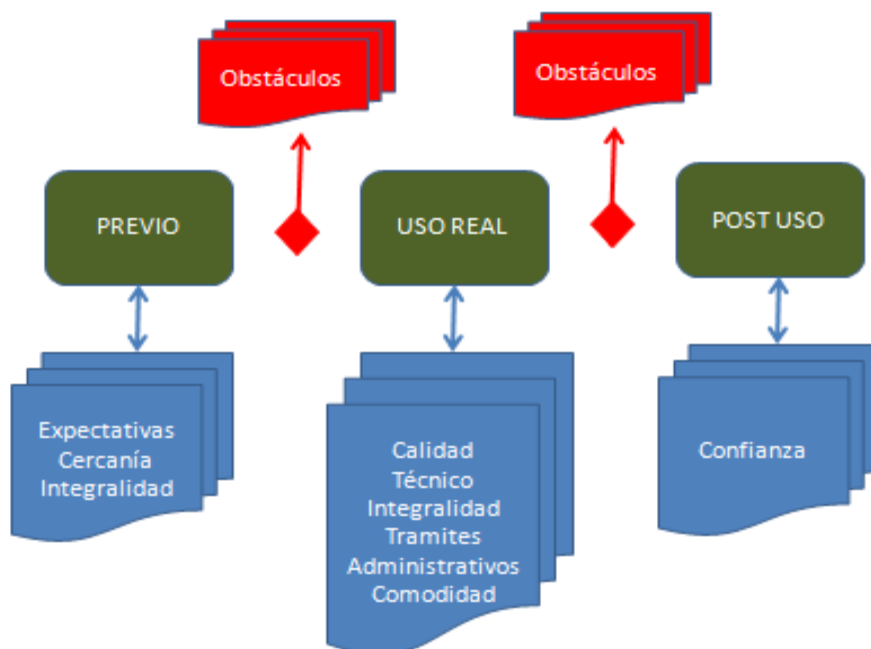 Obstáculos
Obstáculos
PREVIO
USO REAL
POST USO
Expectativas
Cercanía
Integralidad
Calidad
Técnico
Integralidad
Tramites
Administrativos
Comodidad
Confianza